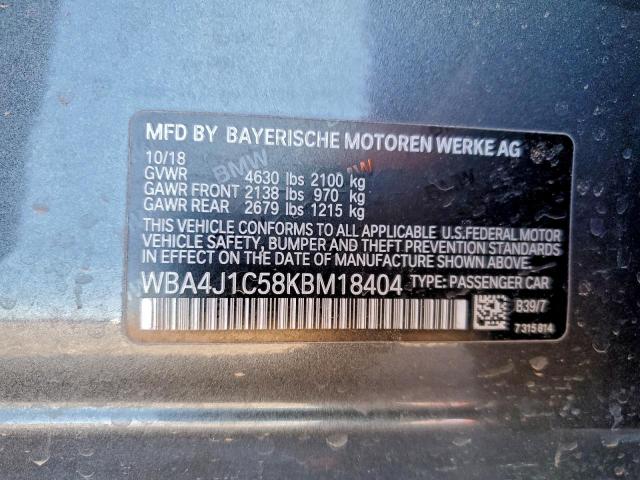 MFD BY BAYERISCHE MOTOREN WERKE AG
10/18
GVWR 4630 lbs 2100 kg
GAWR FRONT 2138 lbs 970 kg
GAWR REAR 2679 lbs 1215 kg
THIS VEHICLE CONFORMS TO ALL APPLICABLE U.S.FEDERAL MOTOR
VEHICLE SAFETY, BUMPER AND THEFT PREVENTION STANDARDS
IN EFFECT ON THE DATE OF MANUFACTURE SHOWN ABOVE.
WBA4J1C58KBM18404 TYPE: PASSENGER CAR
B39/7
7315814
BMW